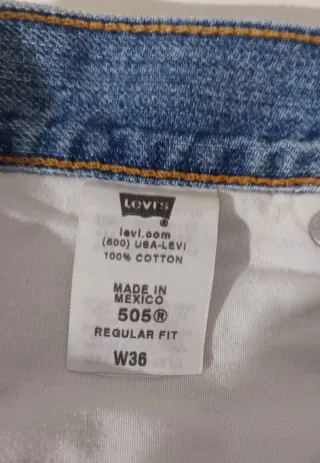 Levi's
®
levi.com
(800) USA-LEVI
100% COTTON
MADE IN
MEXICO
505®
REGULAR FIT
W36